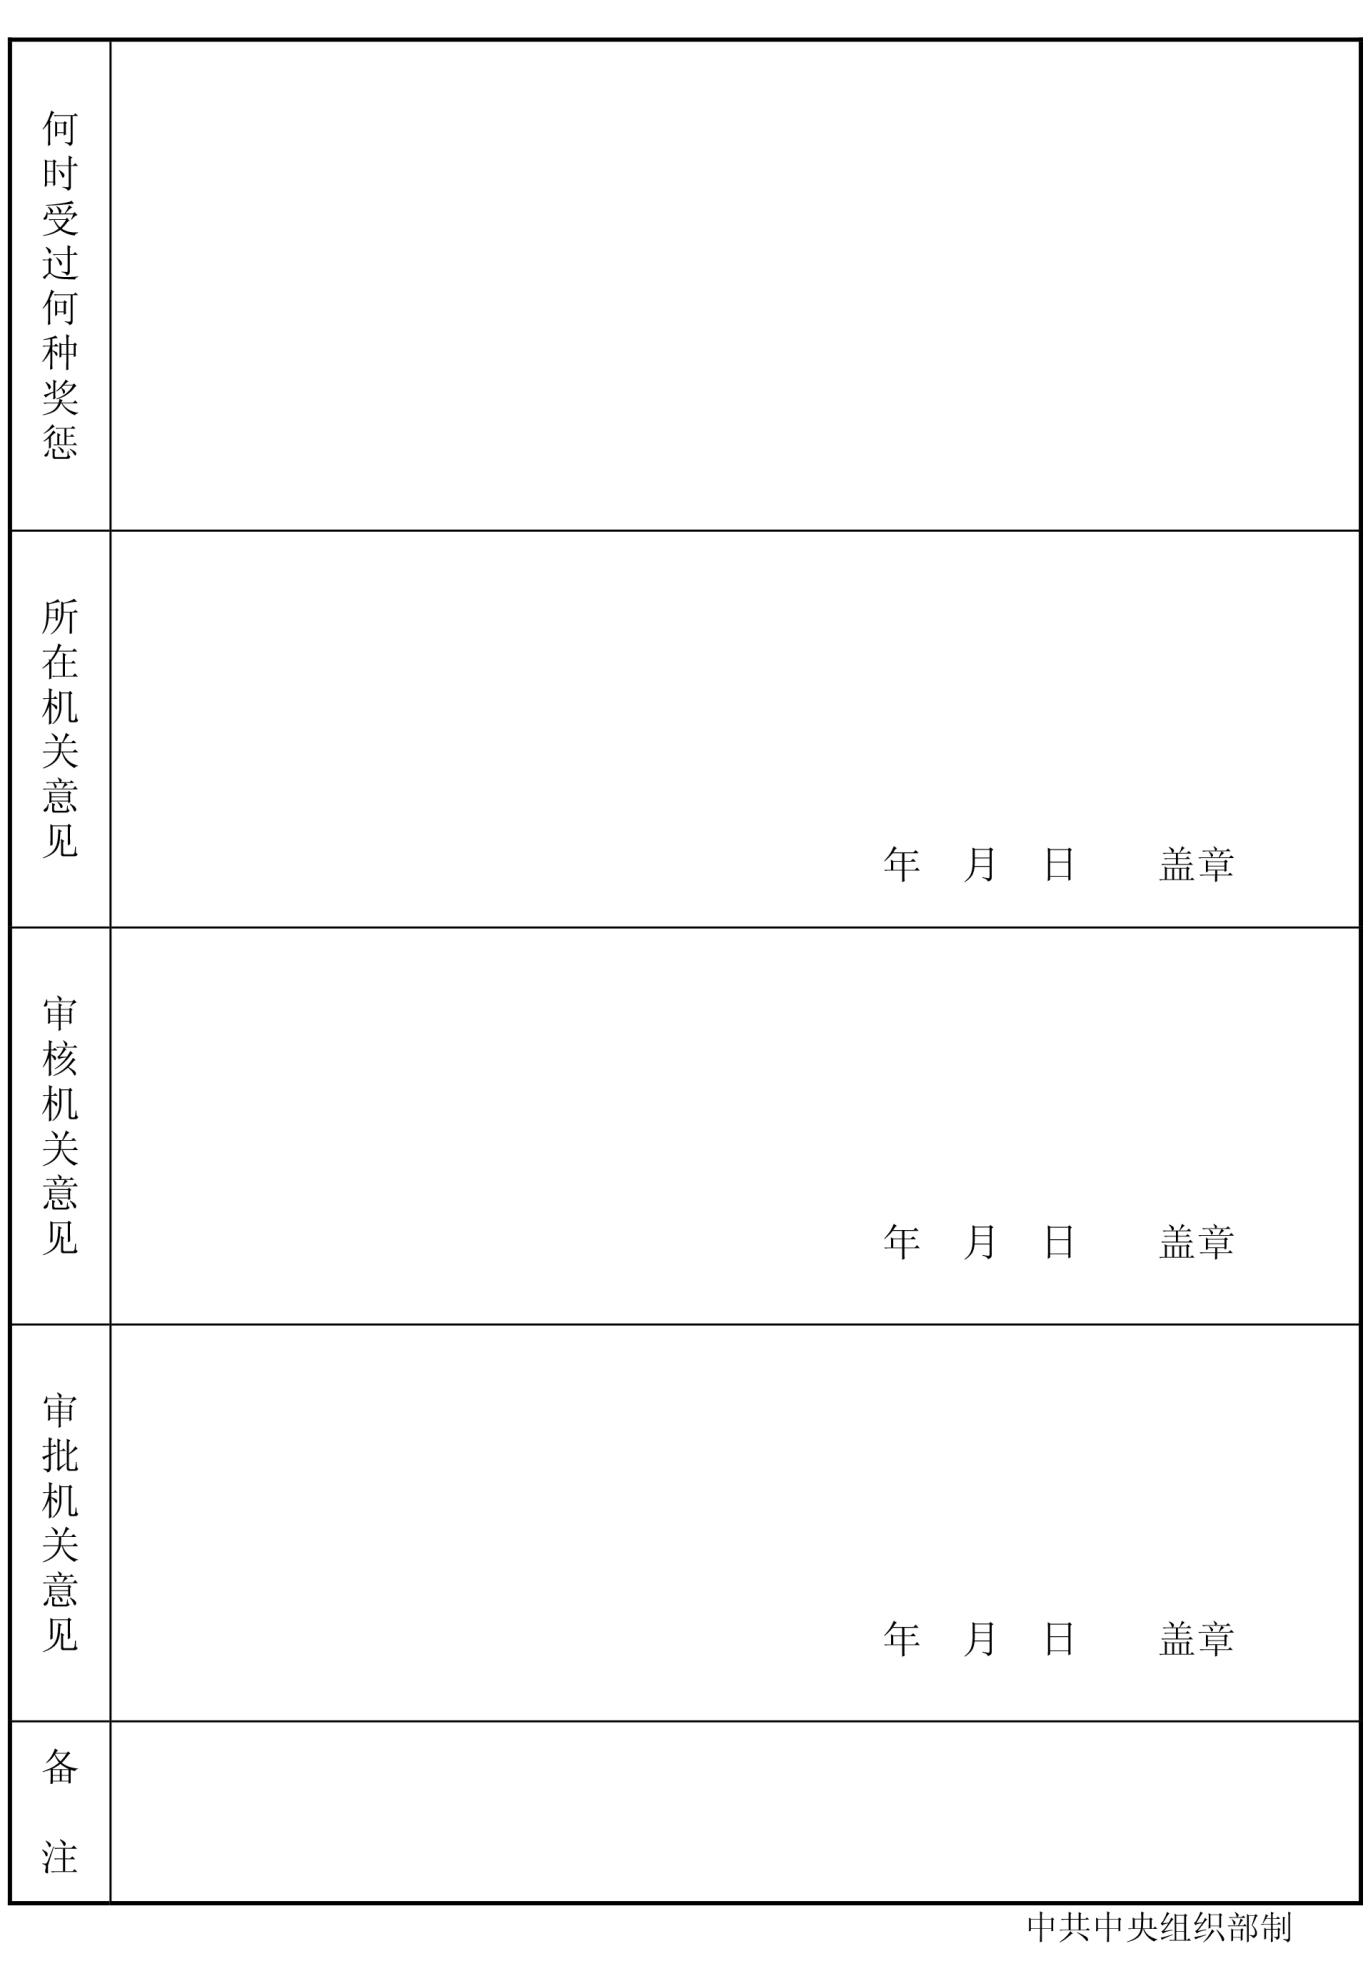 何时受过何种奖惩
所在机关意见
年 月 日 盖章
审核机关意见
年 月 日 盖章
审批机关意见
年 月 日 盖章
备注
中共中央组织部制